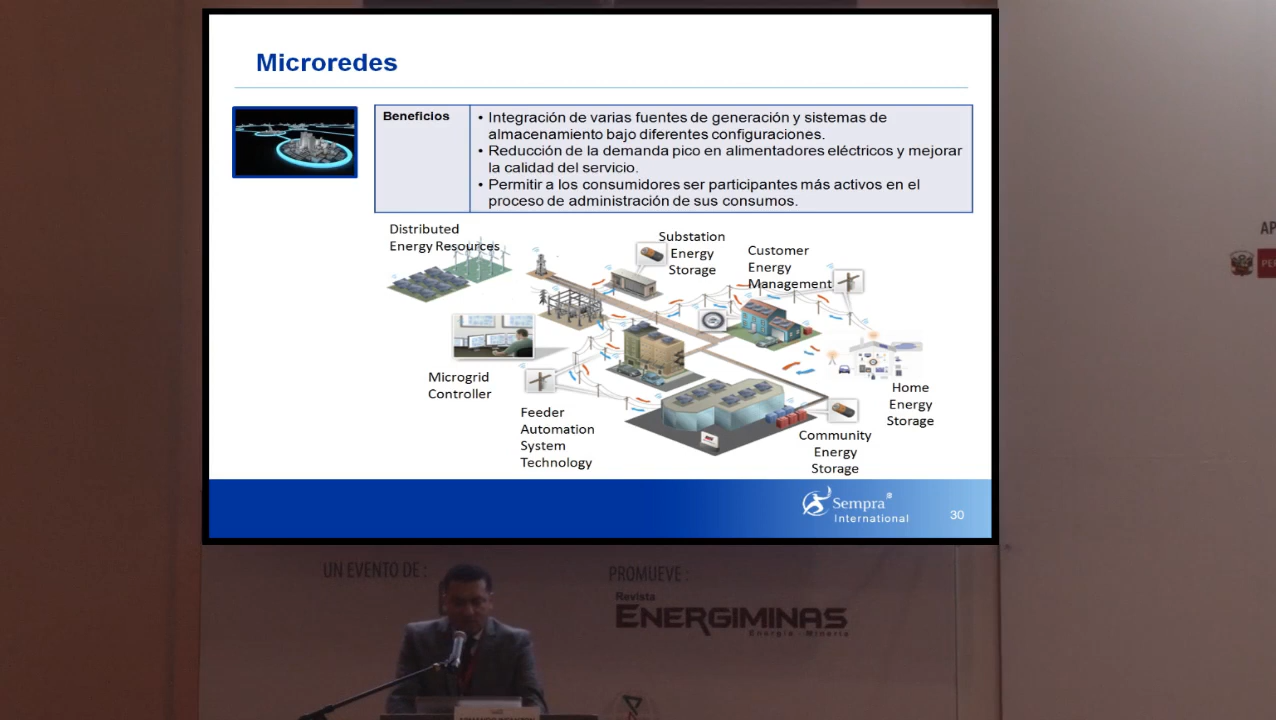 Microredes
Beneficios
• Integración de varias fuentes de generación y sistemas de
almacenamiento bajo diferentes configuraciones.
• Reducción de la demanda pico en alimentadores eléctricos y mejorar
la calidad del servicio.
• Permitir a los consumidores ser participantes más activos en el
proceso de administración de sus consumos.
Distributed
Energy Resources
Substation
Energy
Storage
Customer
Energy
Management
Microgrid
Controller
Feeder
Automation
System
Technology
Home
Energy
Storage
Community
Energy
Storage
Sempra®
International
30
AP
PER
UN EVENTO DE :
PROMUEVE :
Revista
ENERGIMINAS
Energía · Minería